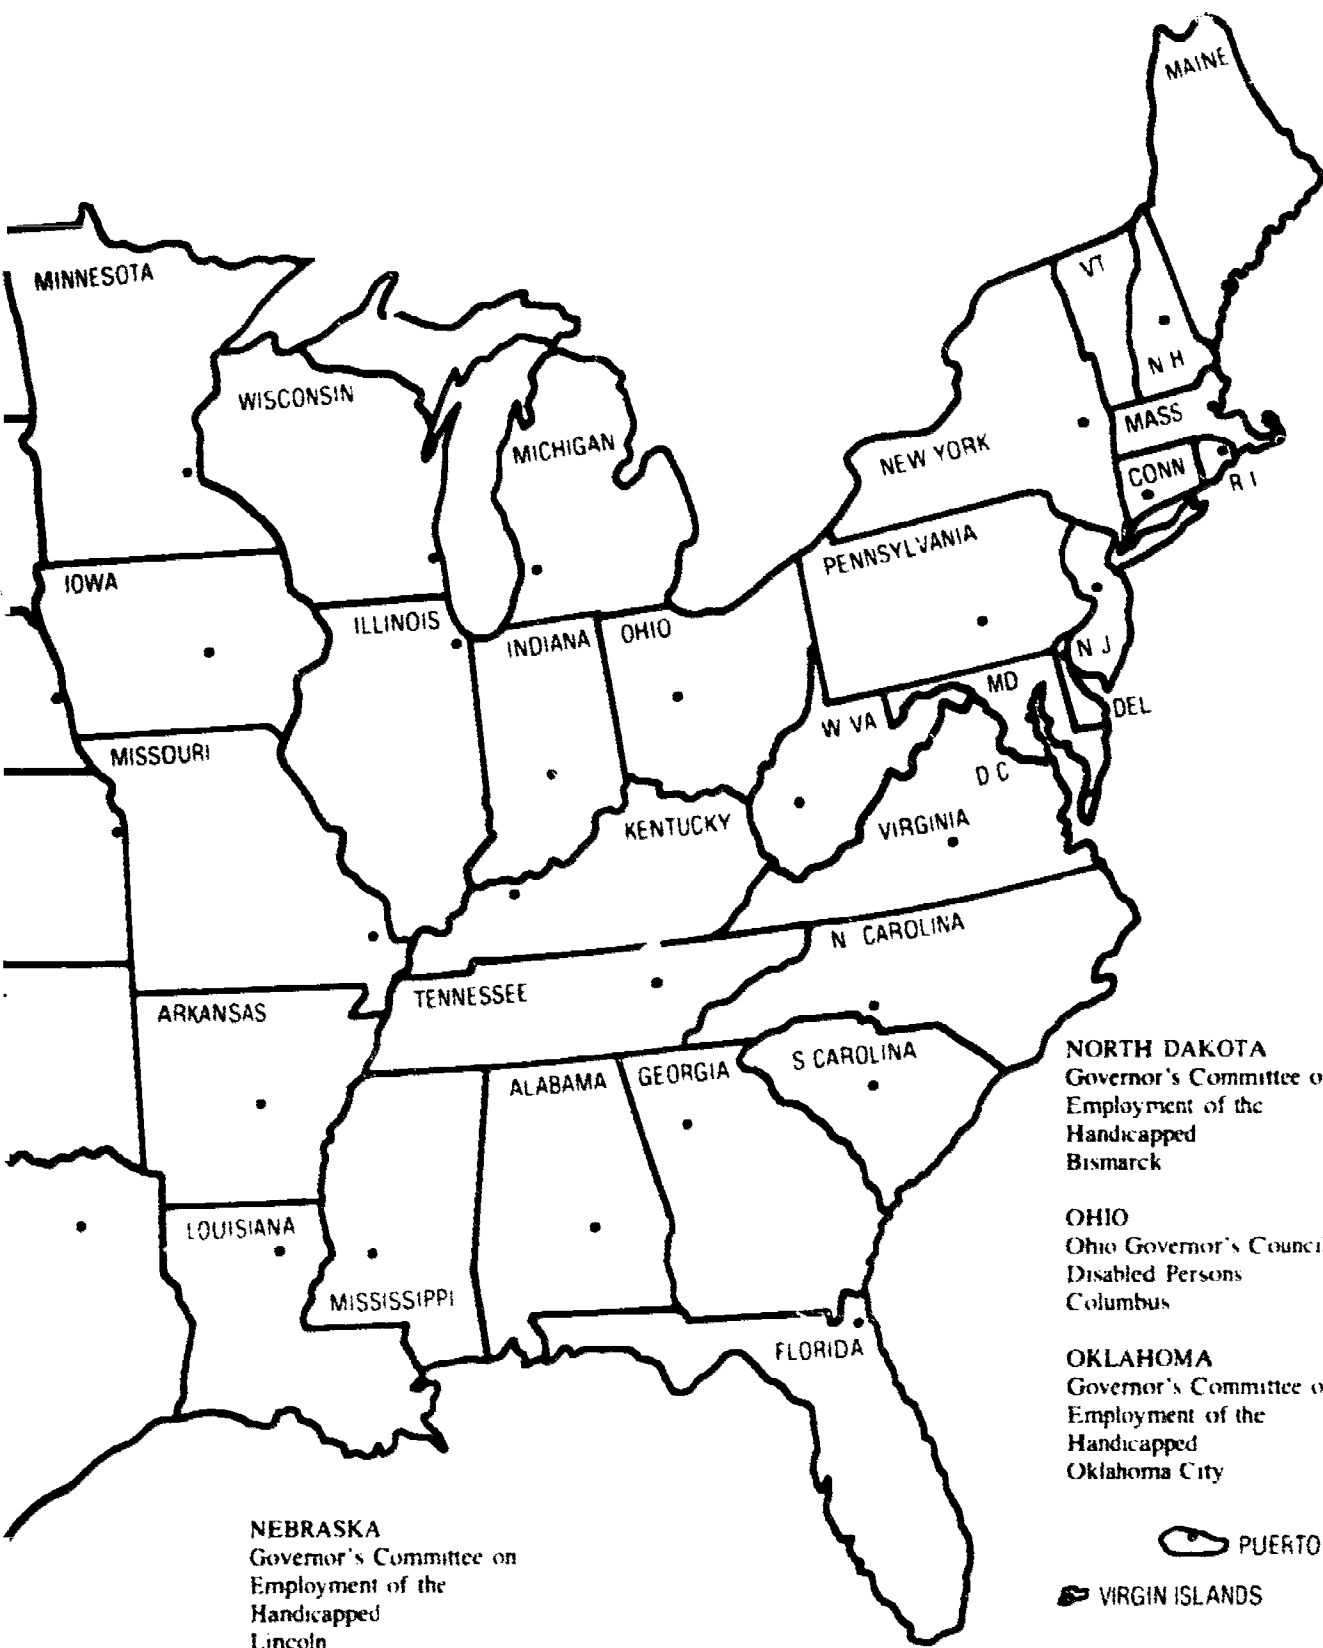 MAINE
MINNESOTA
VT
N H
WISCONSIN
MASS
MICHIGAN
NEW YORK
CONN
R I
PENNSYLVANIA
IOWA
ILLINOIS
INDIANA
OHIO
N J
MD
DEL
W VA
MISSOURI
D C
KENTUCKY
VIRGINIA
N CAROLINA
TENNESSEE
ARKANSAS
S CAROLINA
GEORGIA
ALABAMA
LOUISIANA
MISSISSIPPI
FLORIDA
NORTH DAKOTA
Governor's Committee o
Employment of the
Handicapped
Bismarck
OHIO
Ohio Governor's Counci
Disabled Persons
Columbus
OKLAHOMA
Governor's Committee o
Employment of the
Handicapped
Oklahoma City
PUERTO
VIRGIN ISLANDS
NEBRASKA
Governor's Committee on
Employment of the
Handicapped
Lincoln